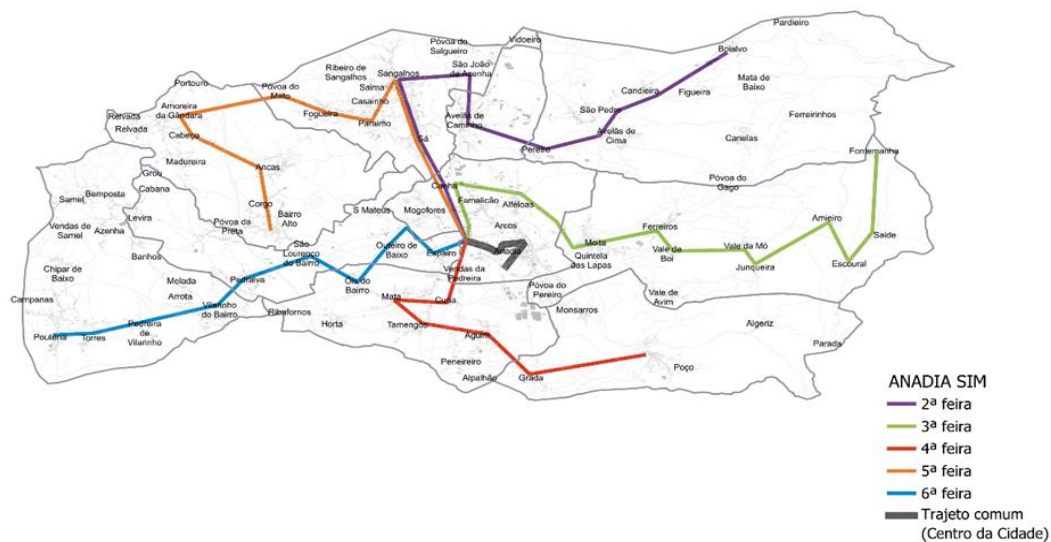 Pardieiro
Vidoeiro
Póvoa do
Salgueiro
Boialvo
Ribeiro de
Sangalhos
Sangalhos
São João
da Azenha
Mata de
Baixo
Portouro
Póvoa do
Mato
Saima
Casainho
Candieira
Figueira
Amoreira
da Gândara
Relvada
Relvada
Fogueira
Paraimo
Avelãs de
Caminho
São Pedro
Ferreirinhos
Cabeço
Sá
Avelãs de
Cima
Canelas
Pereiro
Fontemanha
Madureira
Ancas
Grou
Cabana
Póvoa do
Gago
Canha
Bemposta
Samel
Corgo
Famalicão
Alféloas
Levira
Bairro
Alto
S Mateus
Mogofores
Amieiro
Vendas de
Samel
Azenha
Póvoa da
Preta
Arcos
Ferreiros
Saide
Moita
São
Lourenço
do Bairro
Outeiro de
Baixo
Espairo
Anadia
Quintela
das Lapas
Vale de
Boi
Vale da Mó
Banhos
Junqueira
Escoural
Chipar de
Baixo
Molada
Pedralva
Óis do
Bairro
Vendas da
Pedreira
Póvoa do
Pereiro
Vale de
Avim
Campanas
Arrota
Vilarinho
do Bairro
Ribafornos
Mata
Curia
Monsarros
Horta
Tamengos
Algeriz
Poutena
Torres
Pedreira
de
Vilarinho
Aguim
Parada
Peneireiro
Alpalhão
Grada
Poço
ANADIA SIM
2ª feira
3ª feira
4ª feira
5ª feira
6ª feira
Trajeto comum
(Centro da Cidade)